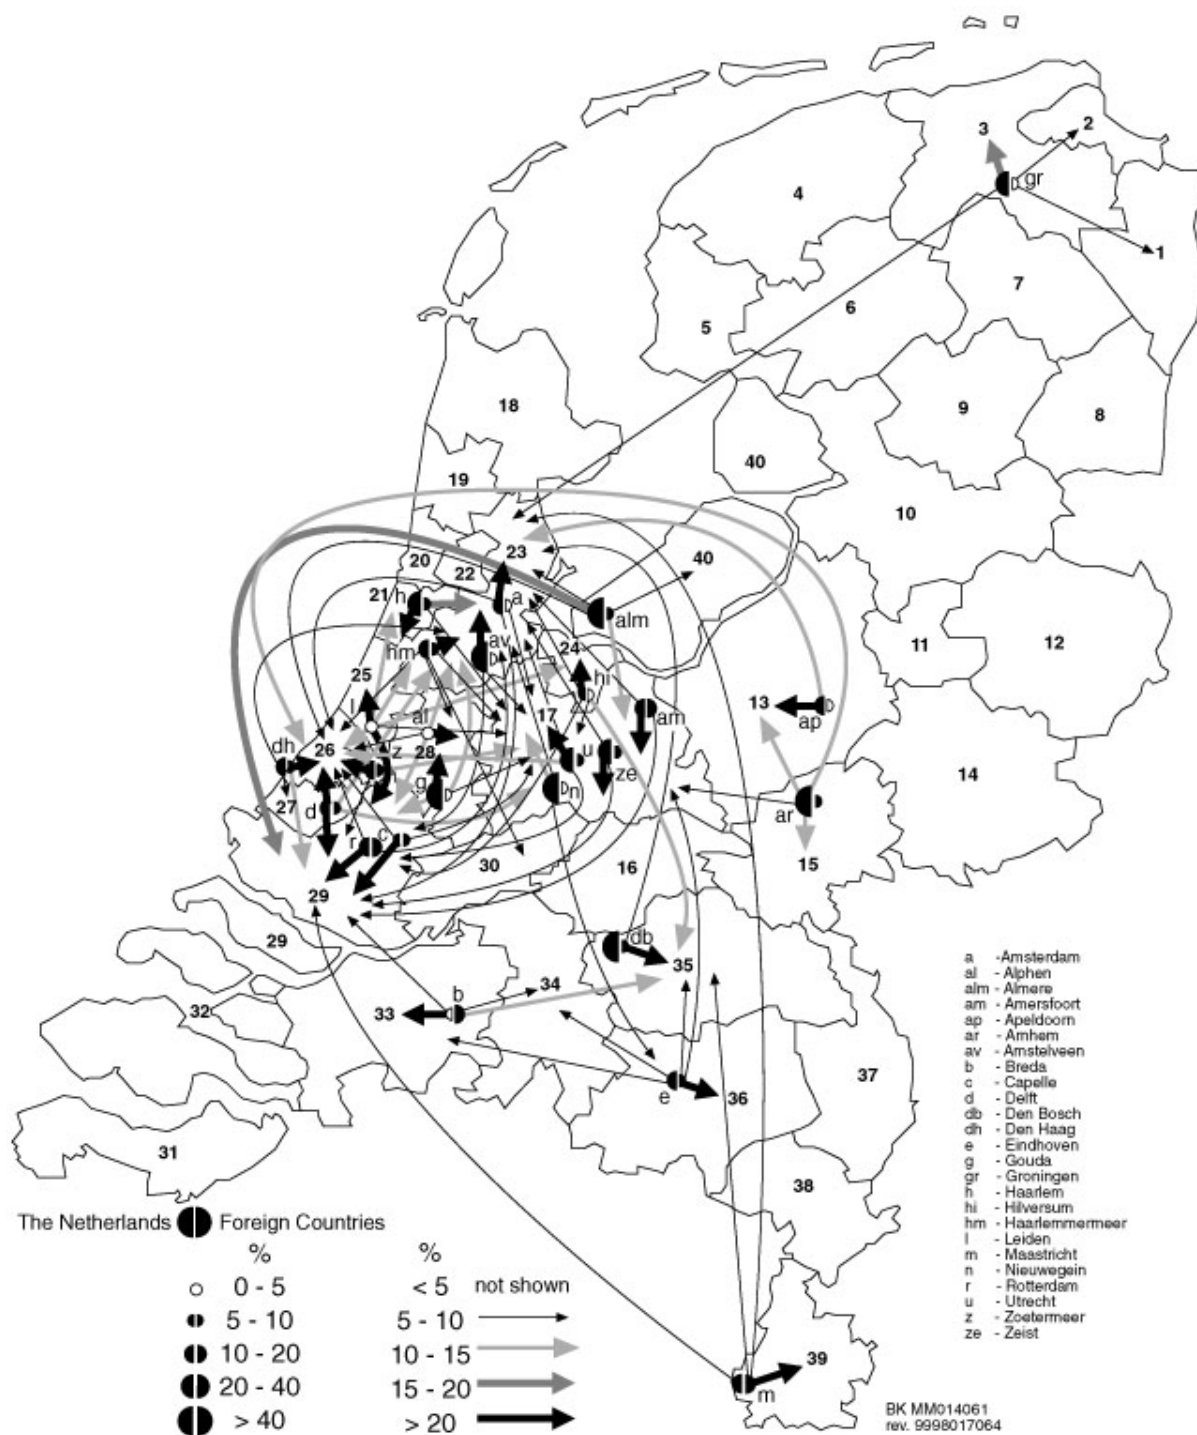 2
3
gr
4
1
7
6
5
18
9
8
40
19
10
23
20
22
40
21 h
a
alm
11
12
hm
av
24
25
hi
l
13
ap
am
al
17
14
dh
26
z
28
u
ze
27
d
g
n
ar
r
c
30
16
15
29
db
29
35
34
32
33
b
37
e
36
31
38
39
m
a - Amsterdam
al - Alphen
alm - Almere
am - Amersfoort
ap - Apeldoorn
ar - Arnhem
av - Amstelveen
b - Breda
c - Capelle
d - Delft
db - Den Bosch
dh - Den Haag
e - Eindhoven
g - Gouda
gr - Groningen
h - Haarlem
hi - Hilversum
hm - Haarlemmermeer
l - Leiden
m - Maastricht
n - Nieuwegein
r - Rotterdam
u - Utrecht
z - Zoetermeer
ze - Zeist
The Netherlands Foreign Countries
% %
0 - 5 < 5 not shown
5 - 10 5 - 10
10 - 20 10 - 15
20 - 40 15 - 20
> 40 > 20
BK MM014061
rev. 9998017064